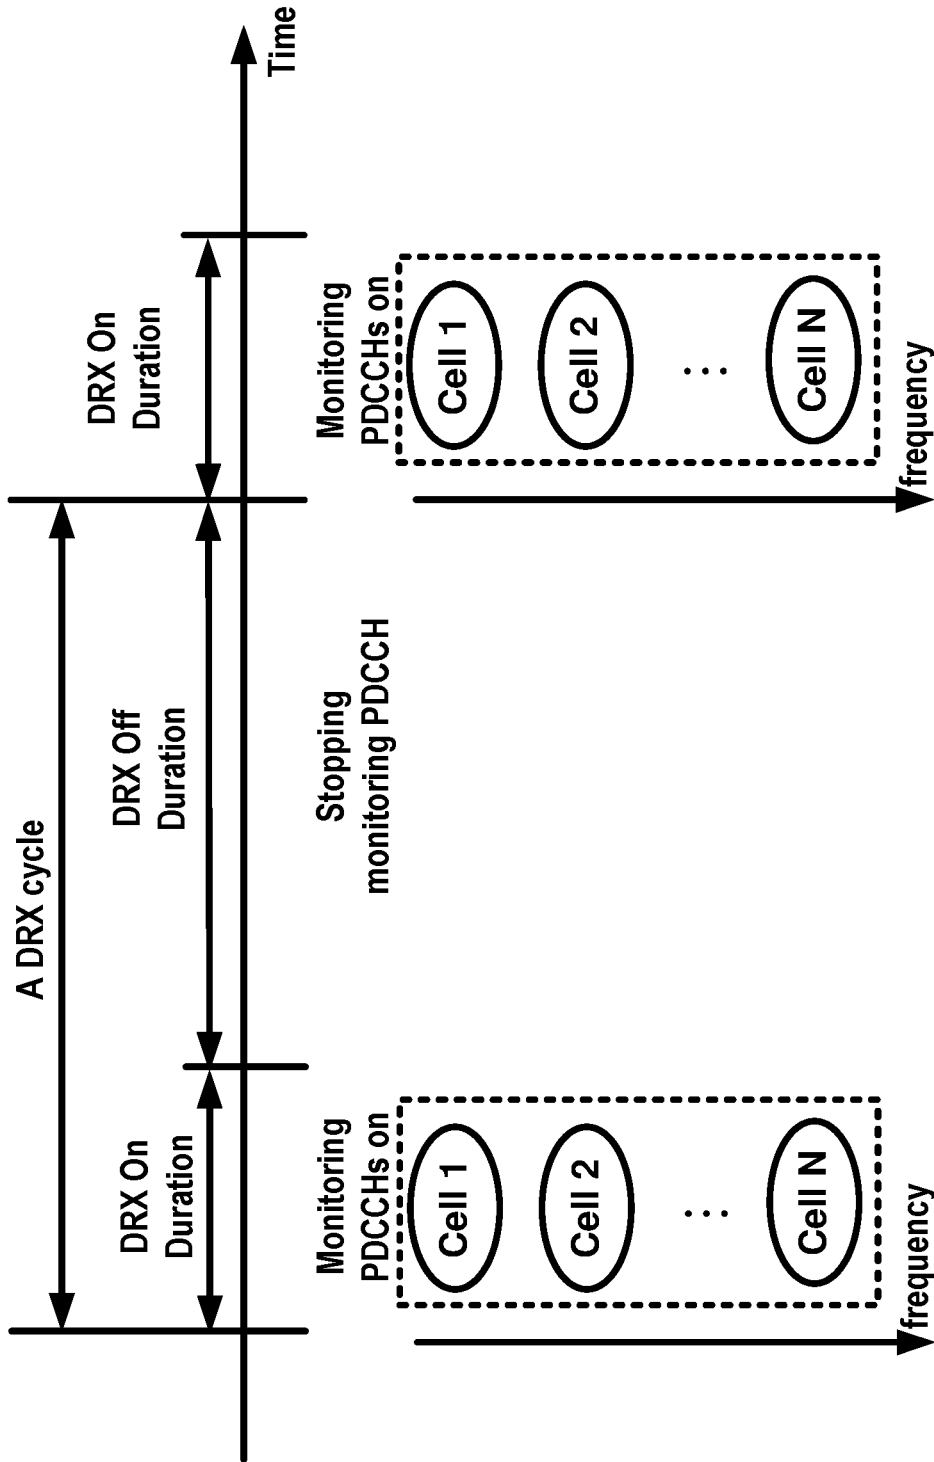 A DRX cycle
DRX On
Duration
DRX Off
Duration
DRX On
Duration
Time
Monitoring
PDCCHs on
Stopping
monitoring PDCCH
Monitoring
PDCCHs on
Cell 1
Cell 2
...
Cell N
frequency
Cell 1
Cell 2
...
Cell N
frequency